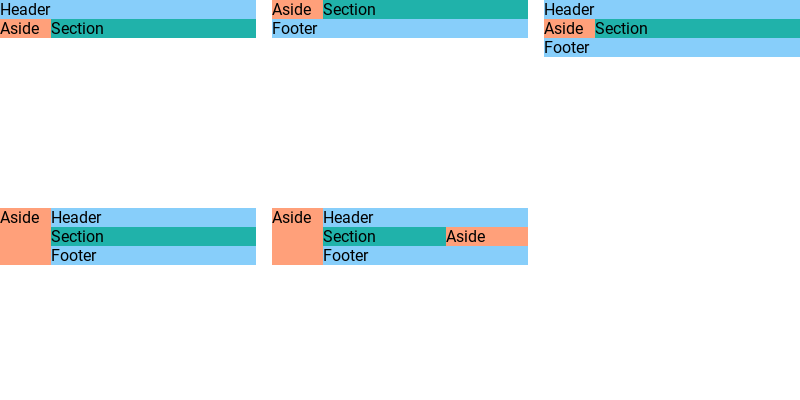 Header
Aside Section
Aside Section
Footer
Header
Aside Section
Footer
Aside Header
Section
Footer
Aside Header
Section Aside
Footer